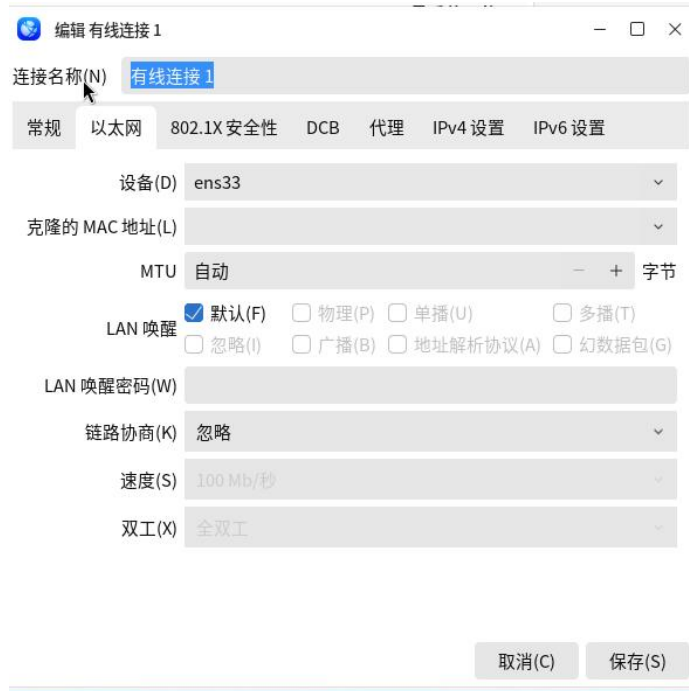 编辑 有线连接 1
连接名称(N) 有线连接 1
常规 以太网 802.1X 安全性 DCB 代理 IPv4 设置 IPv6 设置
设备(D) ens33
克隆的 MAC 地址(L)
MTU 自动 字节
LAN 唤醒 默认(F) 物理(P) 单播(U) 多播(T)
忽略(I) 广播(B) 地址解析协议(A) 幻数据包(G)
LAN 唤醒密码(W)
链路协商(K) 忽略
速度(S) 100 Mb/秒
双工(X) 全双工
取消(C) 保存(S)